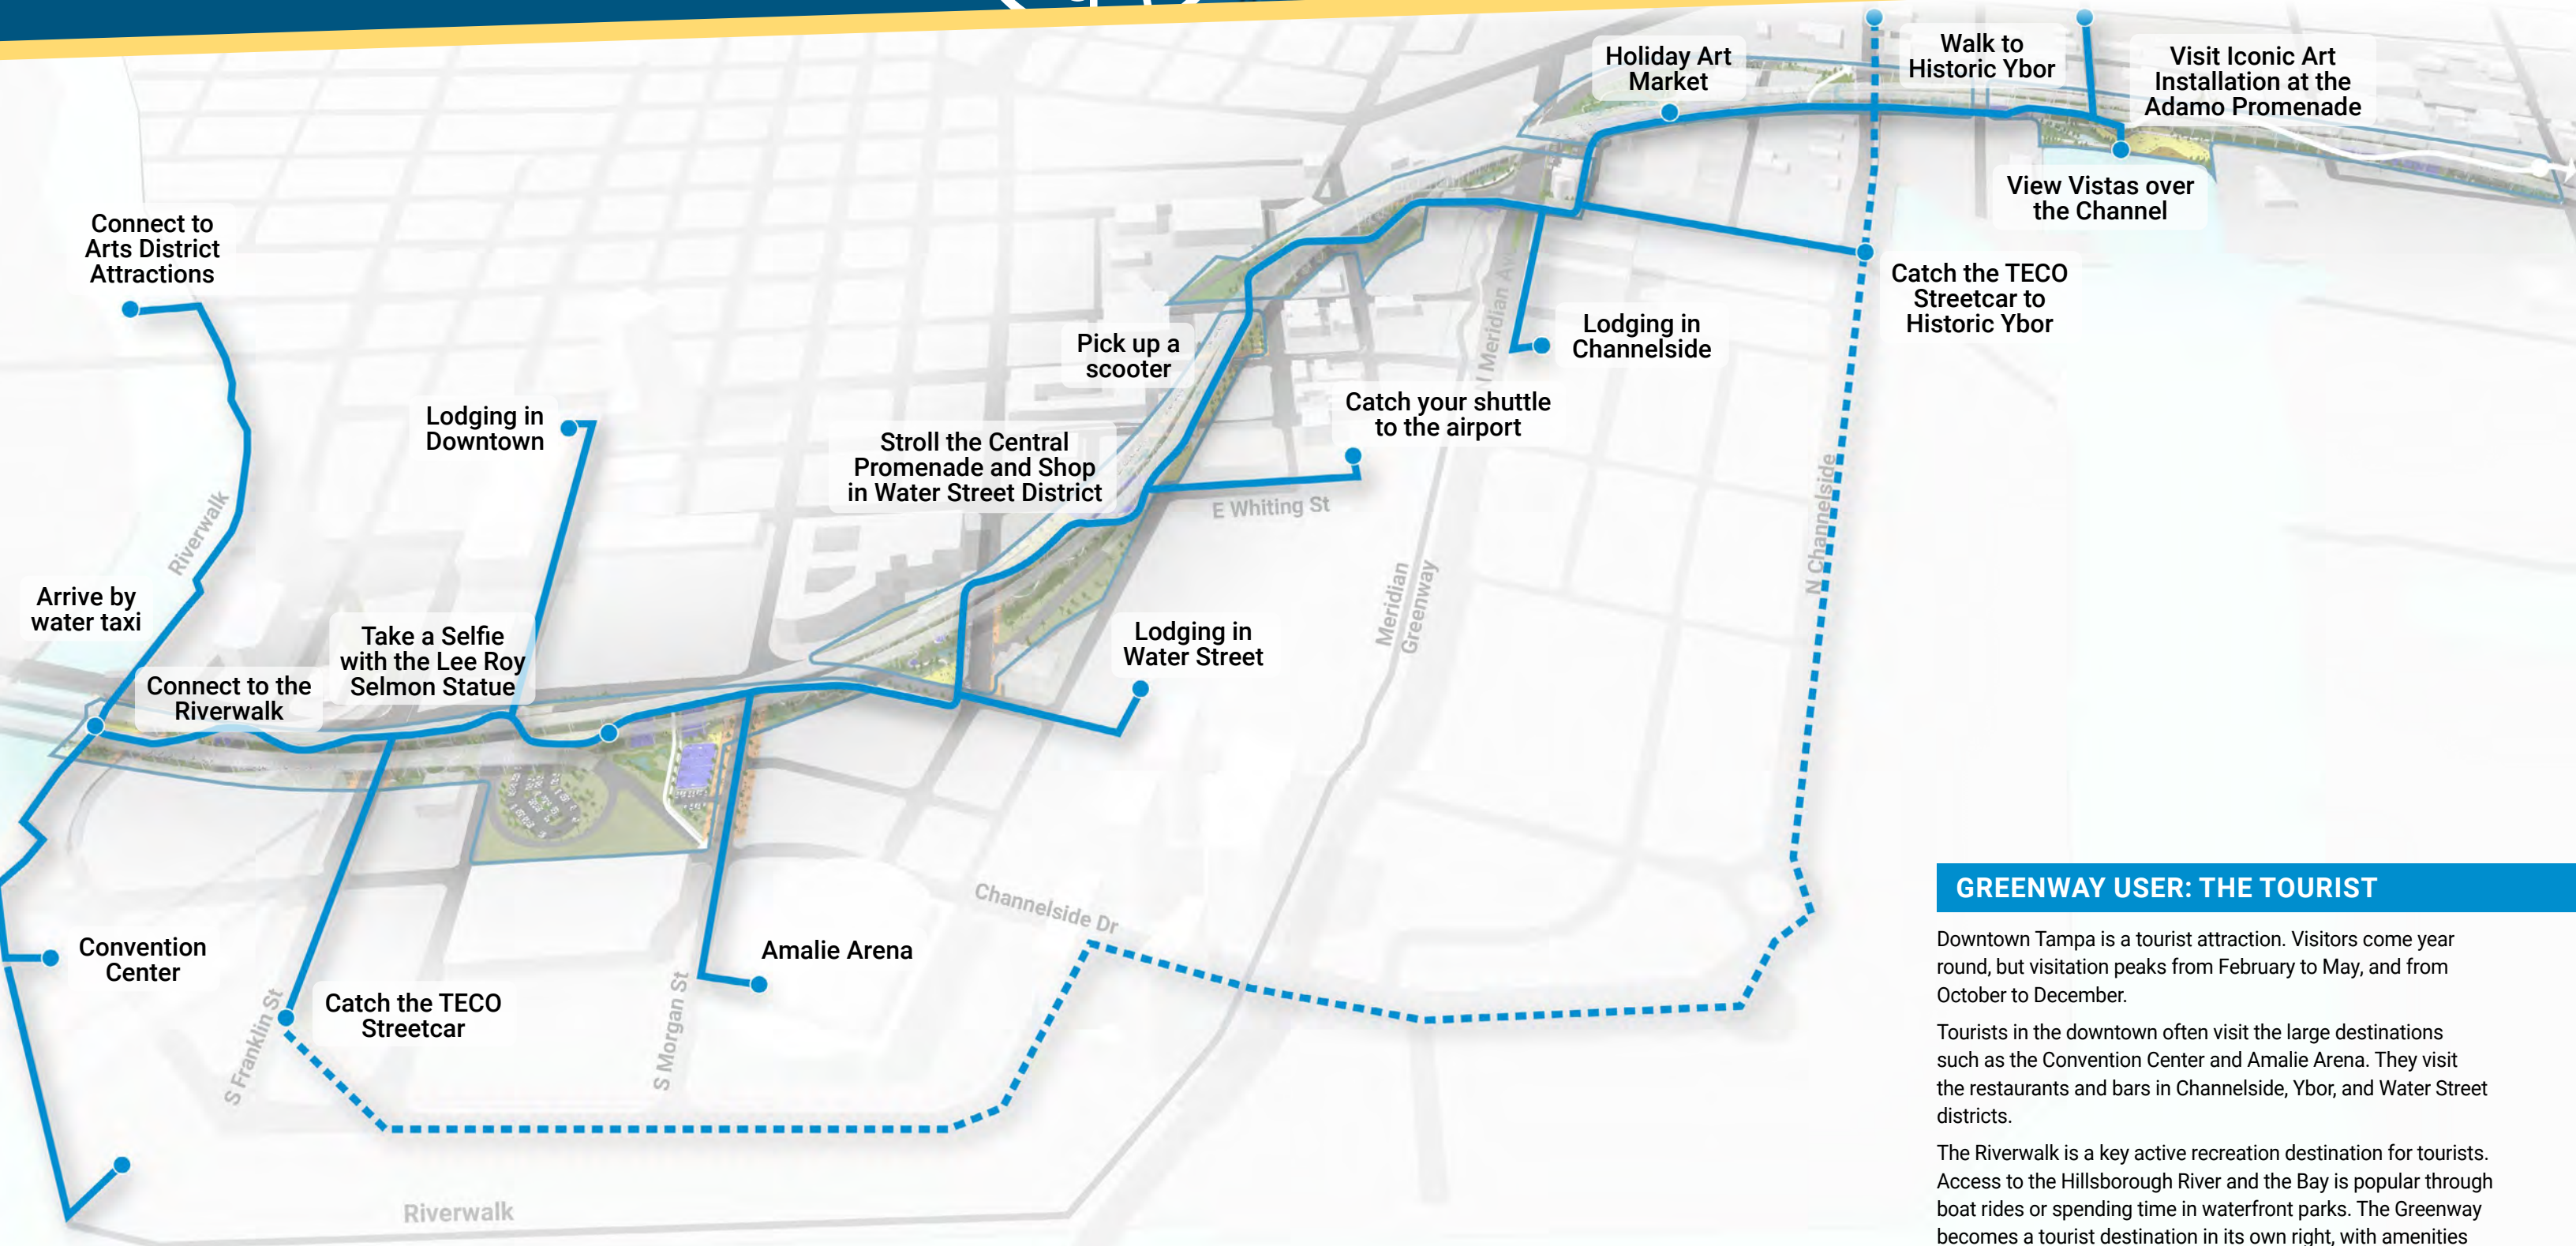 Holiday Art
Market
Walk to
Historic Ybor
Visit Iconic Art
Installation at the
Adamo Promenade
View Vistas over
the Channel
Connect to
Arts District
Attractions
Catch the TECO
Streetcar to
Historic Ybor
N Meridian Av
Lodging in
Channelside
Pick up a
scooter
Catch your shuttle
to the airport
Lodging in
Downtown
Stroll the Central
Promenade and Shop
in Water Street District
E Whiting St
N Channelside
Riverwalk
Meridian
Greenway
Arrive by
water taxi
Take a Selfie
with the Lee Roy
Selmon Statue
Lodging in
Water Street
Connect to the
Riverwalk
Channelside Dr
Convention
Center
Amalie Arena
Catch the TECO
Streetcar
S Franklin St
S Morgan St
Riverwalk
GREENWAY USER: THE TOURIST
Downtown Tampa is a tourist attraction. Visitors come year
round, but visitation peaks from February to May, and from
October to December.
Tourists in the downtown often visit the large destinations
such as the Convention Center and Amalie Arena. They visit
the restaurants and bars in Channelside, Ybor, and Water Street
districts.
The Riverwalk is a key active recreation destination for tourists.
Access to the Hillsborough River and the Bay is popular through
boat rides or spending time in waterfront parks. The Greenway
becomes a tourist destination in its own right, with amenities